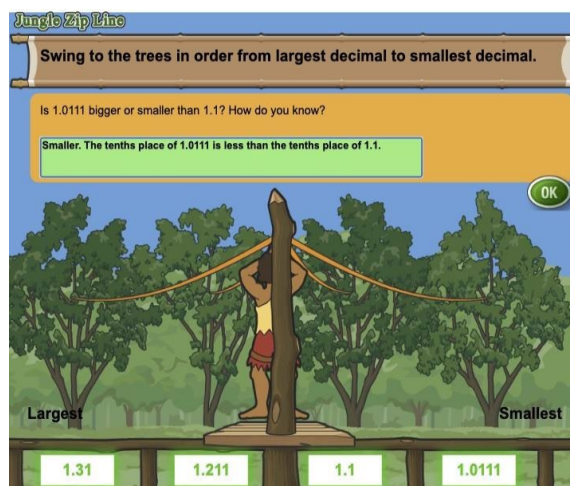 Jungle Zip Line
Swing to the trees in order from largest decimal to smallest decimal.
Is 1.0111 bigger or smaller than 1.1? How do you know?
Smaller. The tenths place of 1.0111 is less than the tenths place of 1.1.
OK
Largest
Smallest
1.31
1.211
1.1
1.0111